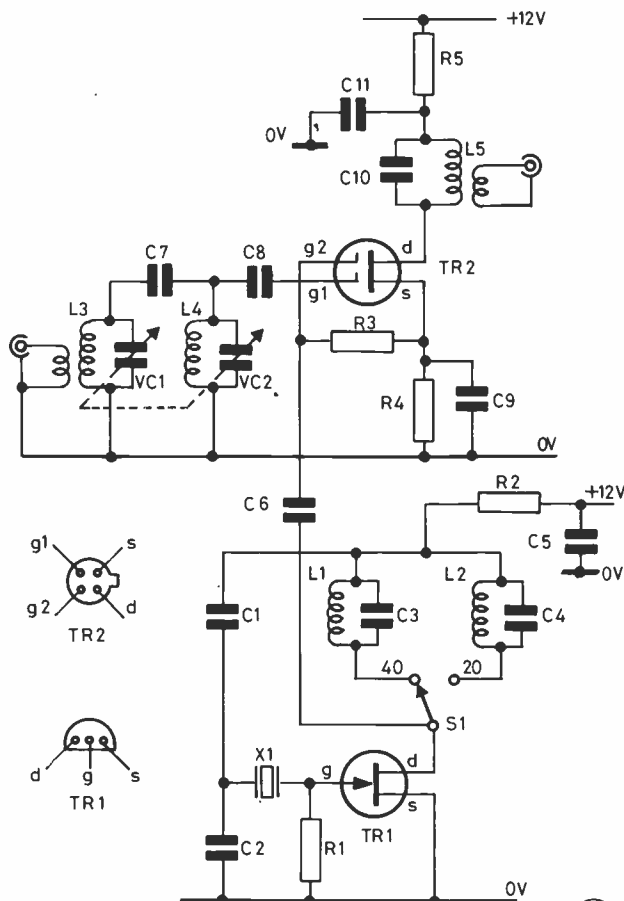 +12V
R5
C11
0V
L5
C10
g2
d
TR2
C7
C8
g1
s
L3
L4
R3
VC1
VC2
R4
C9
0V
R2
+12V
C6
C5
g1
s
L1
L2
0V
g2
d
C1
C3
C4
TR2
40
20
S1
X1
d
g
d
g
s
s
TR1
TR1
C2
R1
0V